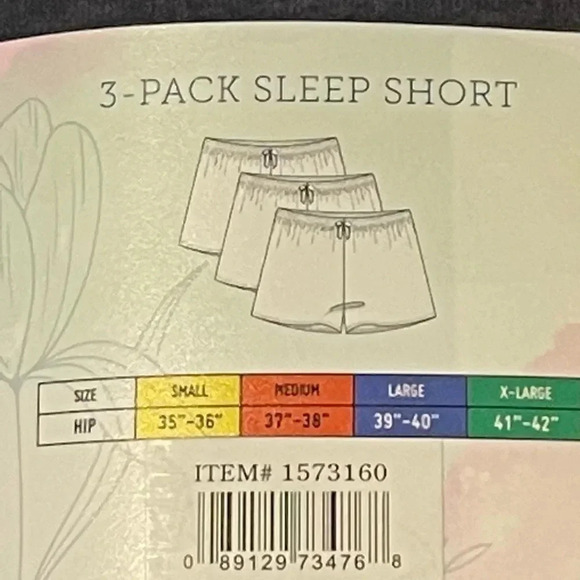 3-PACK SLEEP SHORT
SIZE SMALL MEDIUM LARGE X-LARGE
HIP 35"-36" 37"-38" 39"-40" 41"-42"
ITEM# 1573160
0 89129 73476 8